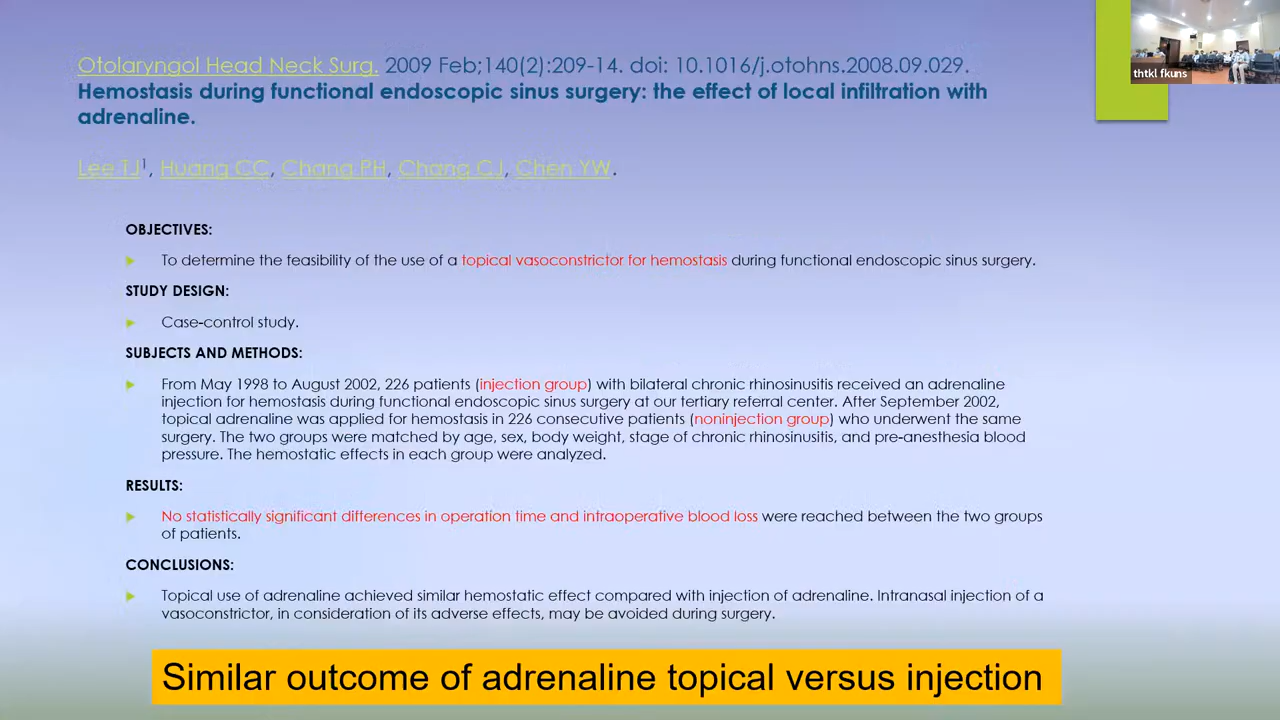 Otolaryngol Head Neck Surg. 2009 Feb;140(2):209-14. doi: 10.1016/j.otohns.2008.09.029.
Hemostasis during functional endoscopic sinus surgery: the effect of local infiltration with
adrenaline.
Lee TJ1, Huang CC, Chang PH, Chang CJ, Chen YW.
thtkl fkuns
OBJECTIVES:
To determine the feasibility of the use of a topical vasoconstrictor for hemostasis during functional endoscopic sinus surgery.
STUDY DESIGN:
Case-control study.
SUBJECTS AND METHODS:
From May 1998 to August 2002, 226 patients (injection group) with bilateral chronic rhinosinusitis received an adrenaline
injection for hemostasis during functional endoscopic sinus surgery at our tertiary referral center. After September 2002,
topical adrenaline was applied for hemostasis in 226 consecutive patients (noninjection group) who underwent the same
surgery. The two groups were matched by age, sex, body weight, stage of chronic rhinosinusitis, and pre-anesthesia blood
pressure. The hemostatic effects in each group were analyzed.
RESULTS:
No statistically significant differences in operation time and intraoperative blood loss were reached between the two groups
of patients.
CONCLUSIONS:
Topical use of adrenaline achieved similar hemostatic effect compared with injection of adrenaline. Intranasal injection of a
vasoconstrictor, in consideration of its adverse effects, may be avoided during surgery.
Similar outcome of adrenaline topical versus injection